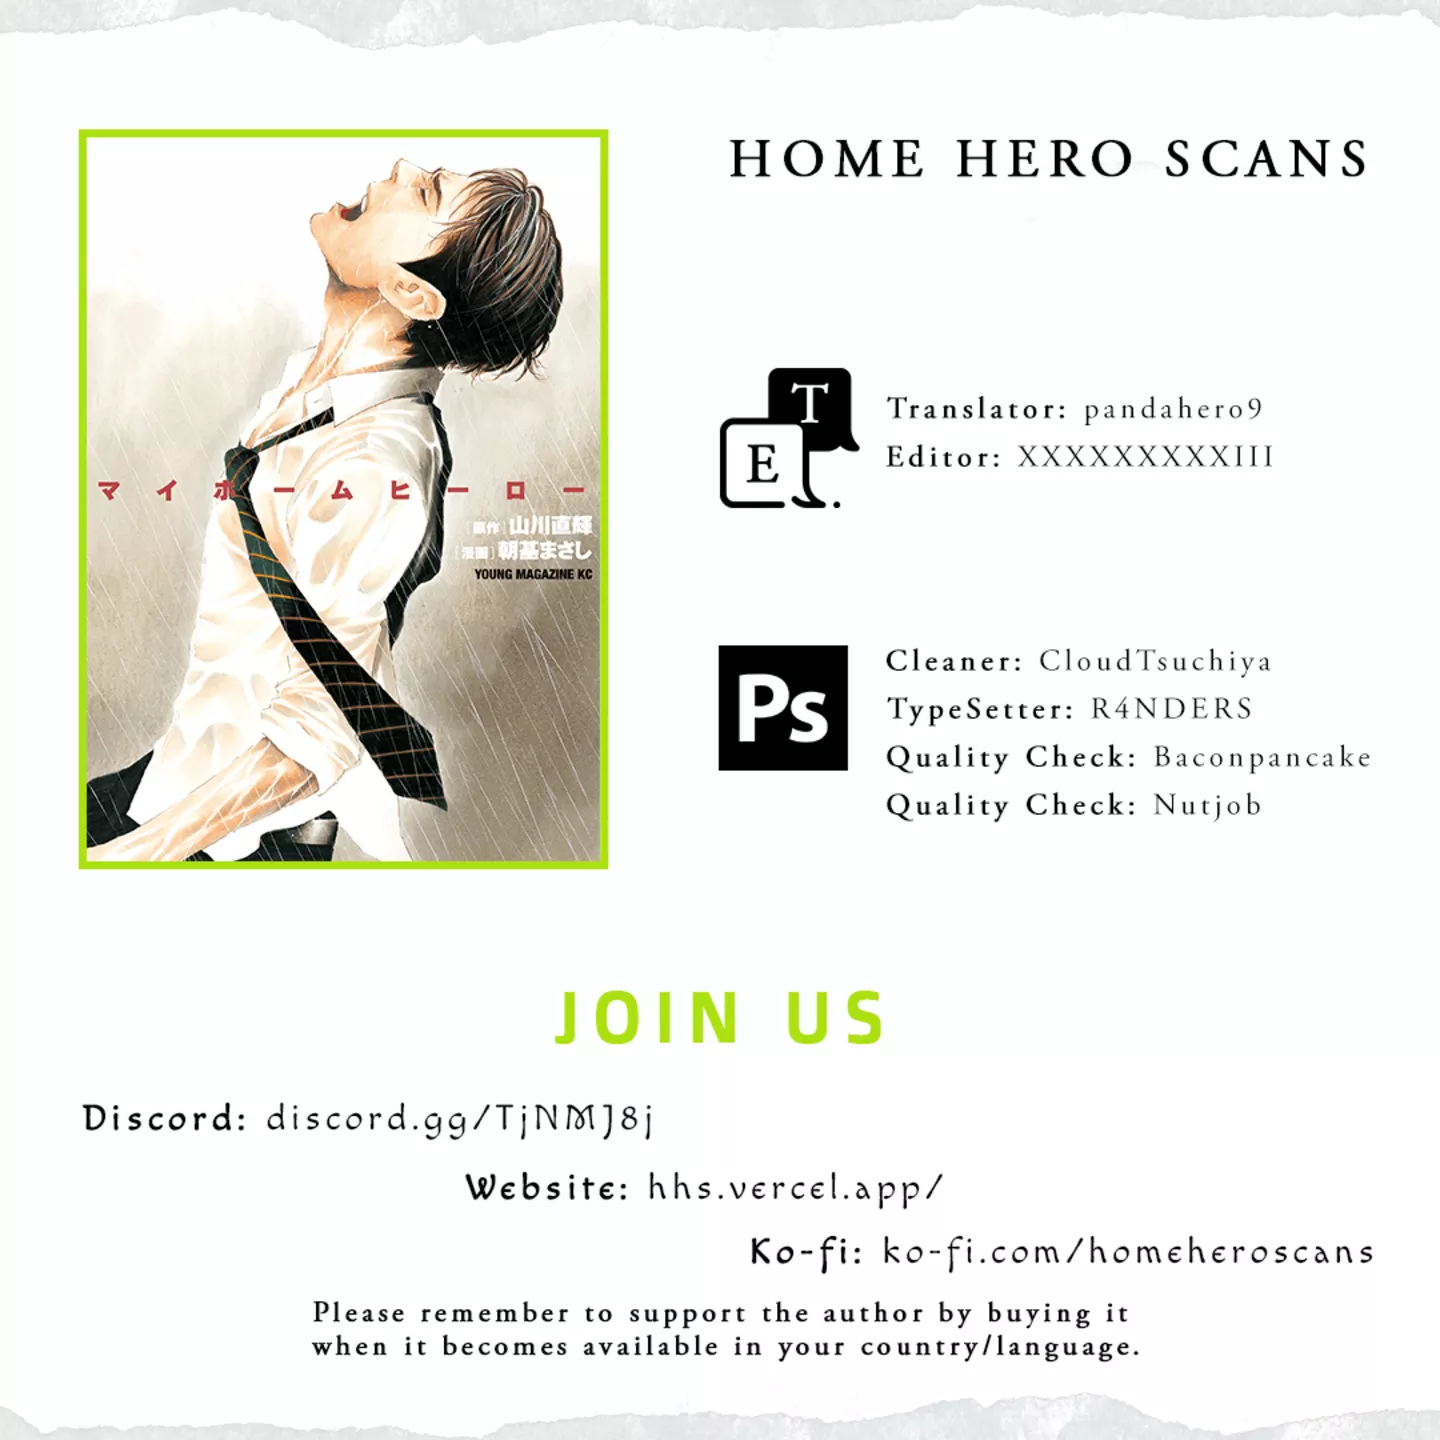 HOME HERO SCANS
マイホームヒーロー
[原作]山川直輝
[漫画]朝基まさし
YOUNG MAGAZINE KC
T
E
Translator: pandahero9
Editor: XXXXXXXXXIII
Ps
Cleaner: CloudTsuchiya
TypeSetter: R4NDERS
Quality Check: Baconpancake
Quality Check: Nutjob
JOIN US
Discord: discord.gg/TjNMJ8j
Website: hhs.vercel.app/
Ko-fi: ko-fi.com/homeheroscans
Please remember to support the author by buying it
when it becomes available in your country/language.